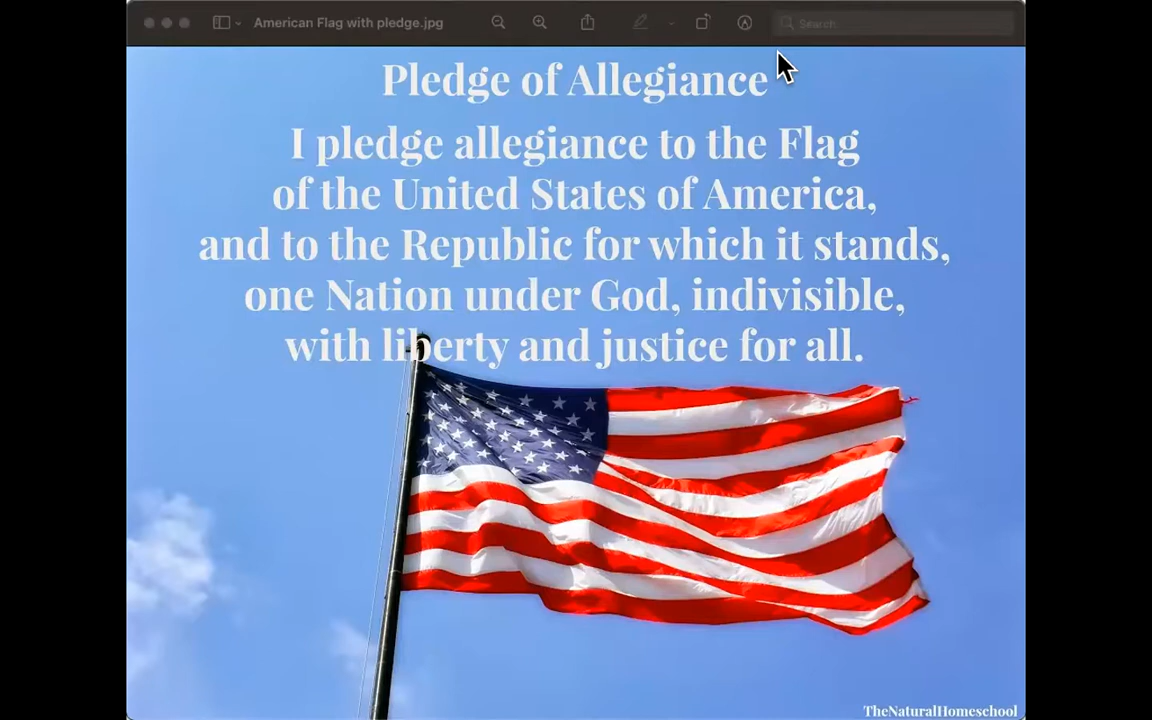 American Flag with pledge.jpg
Search
Pledge of Allegiance
I pledge allegiance to the Flag
of the United States of America,
and to the Republic for which it stands,
one Nation under God, indivisible,
with liberty and justice for all.
TheNaturalHomeschool